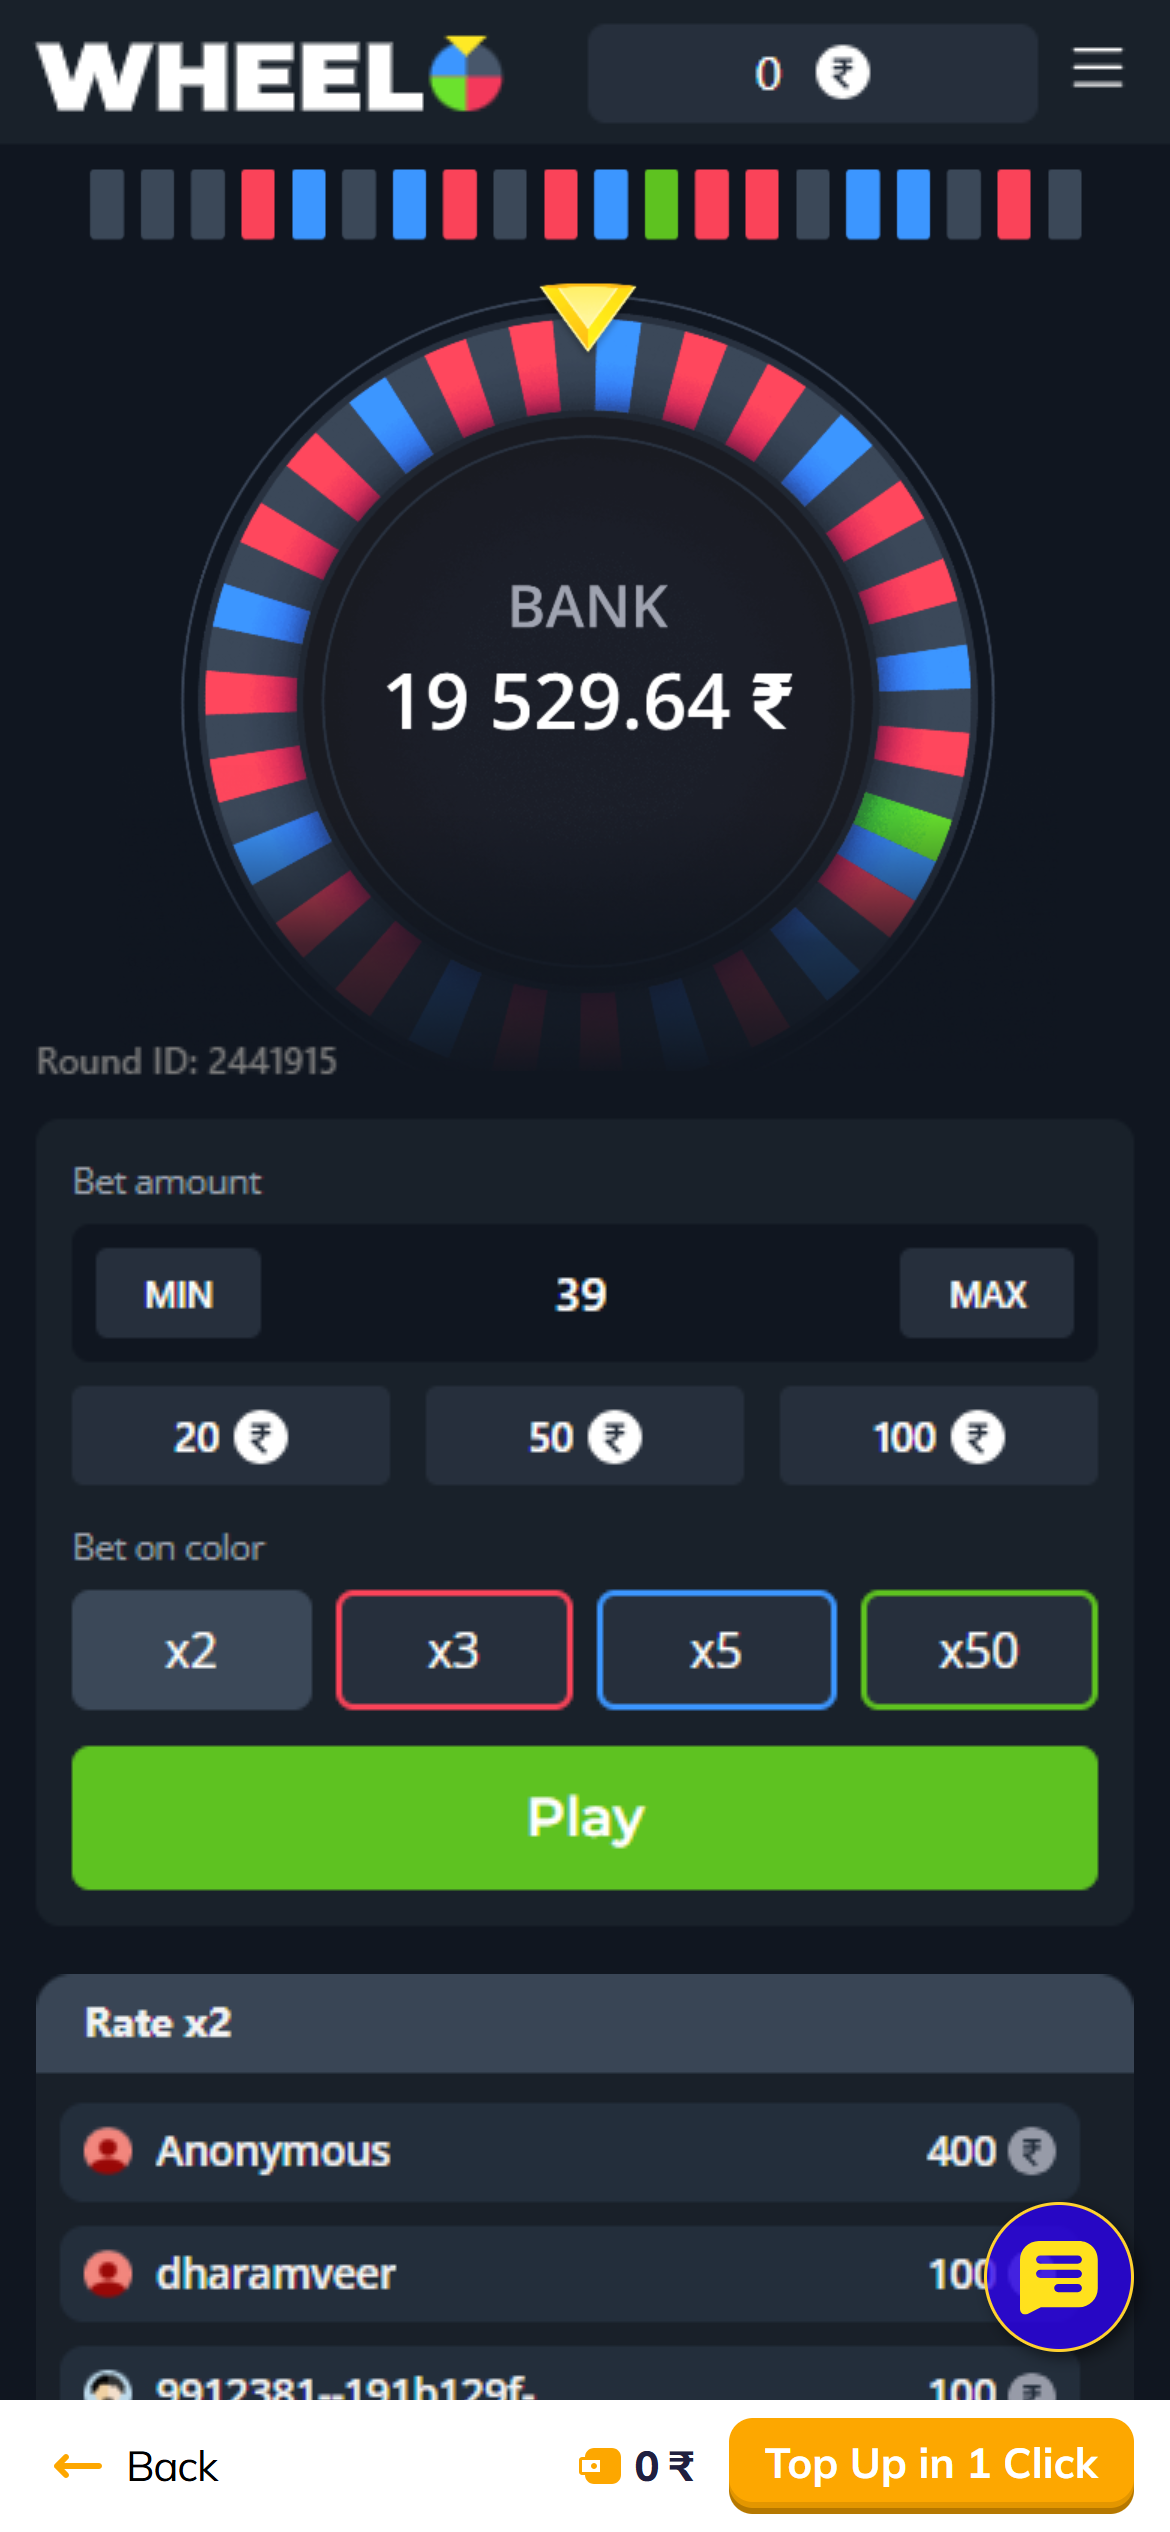 WHEEL
0 ₹
BANK
19 529.64 ₹
Round ID: 2441915
Bet amount
MIN 39 MAX
20 ₹ 50 ₹ 100 ₹
Bet on color
x2 x3 x5 x50
Play
Rate x2
Anonymous 400 ₹
dharamveer 100
9912381--191b129f-.. 100 ₹
Back 0 ₹ Top Up in 1 Click